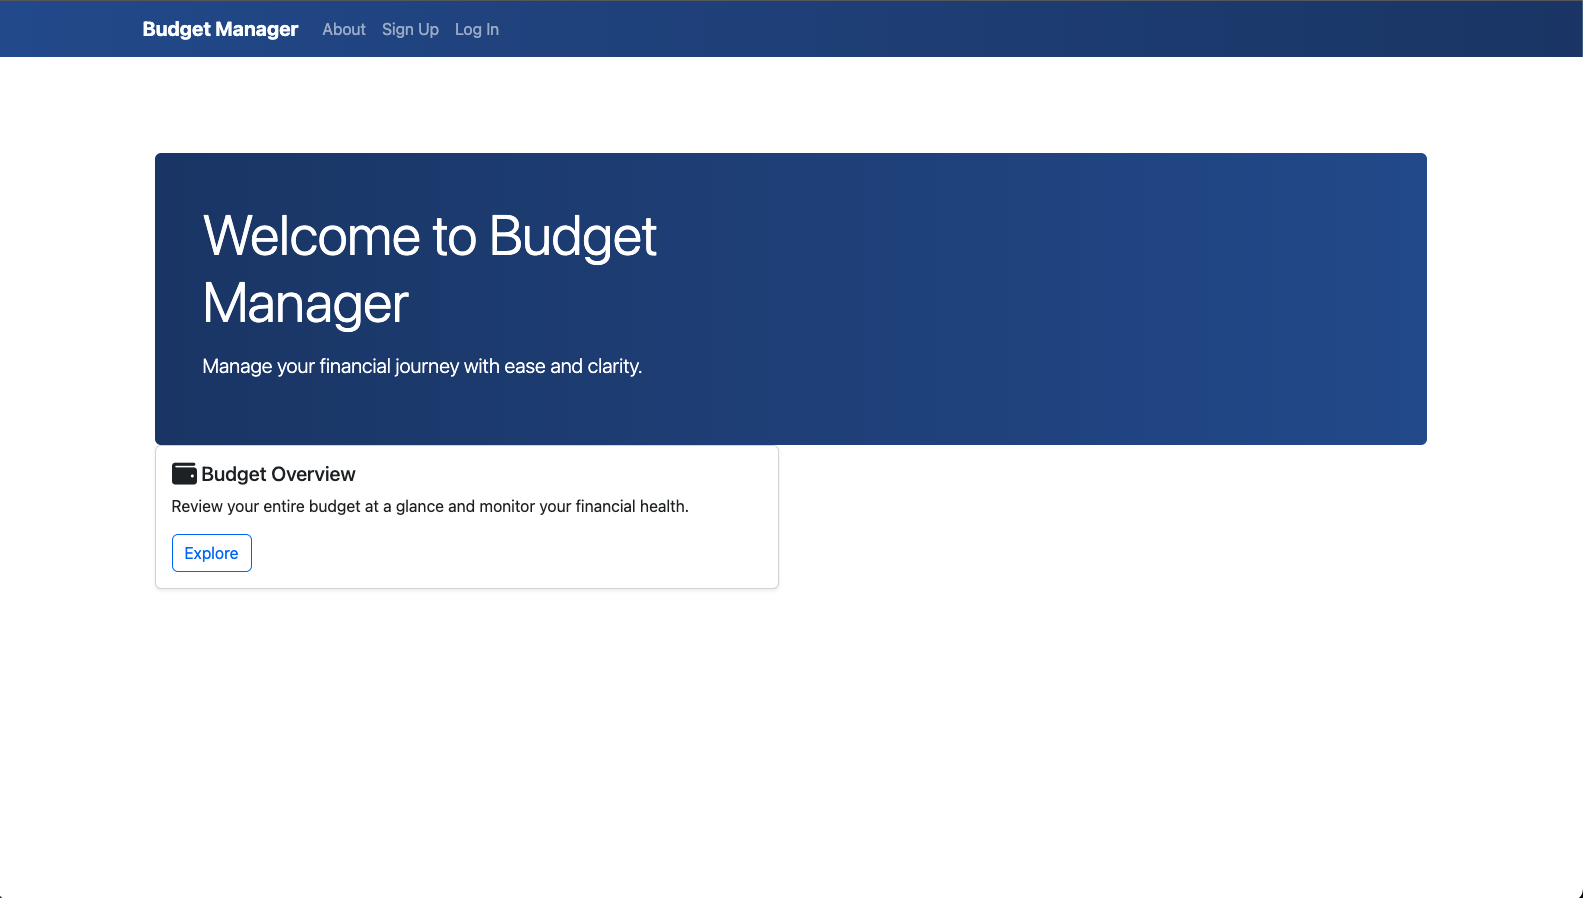 Budget Manager About Sign Up Log In
Welcome to Budget
Manager
Manage your financial journey with ease and clarity.
Budget Overview
Review your entire budget at a glance and monitor your financial health.
Explore